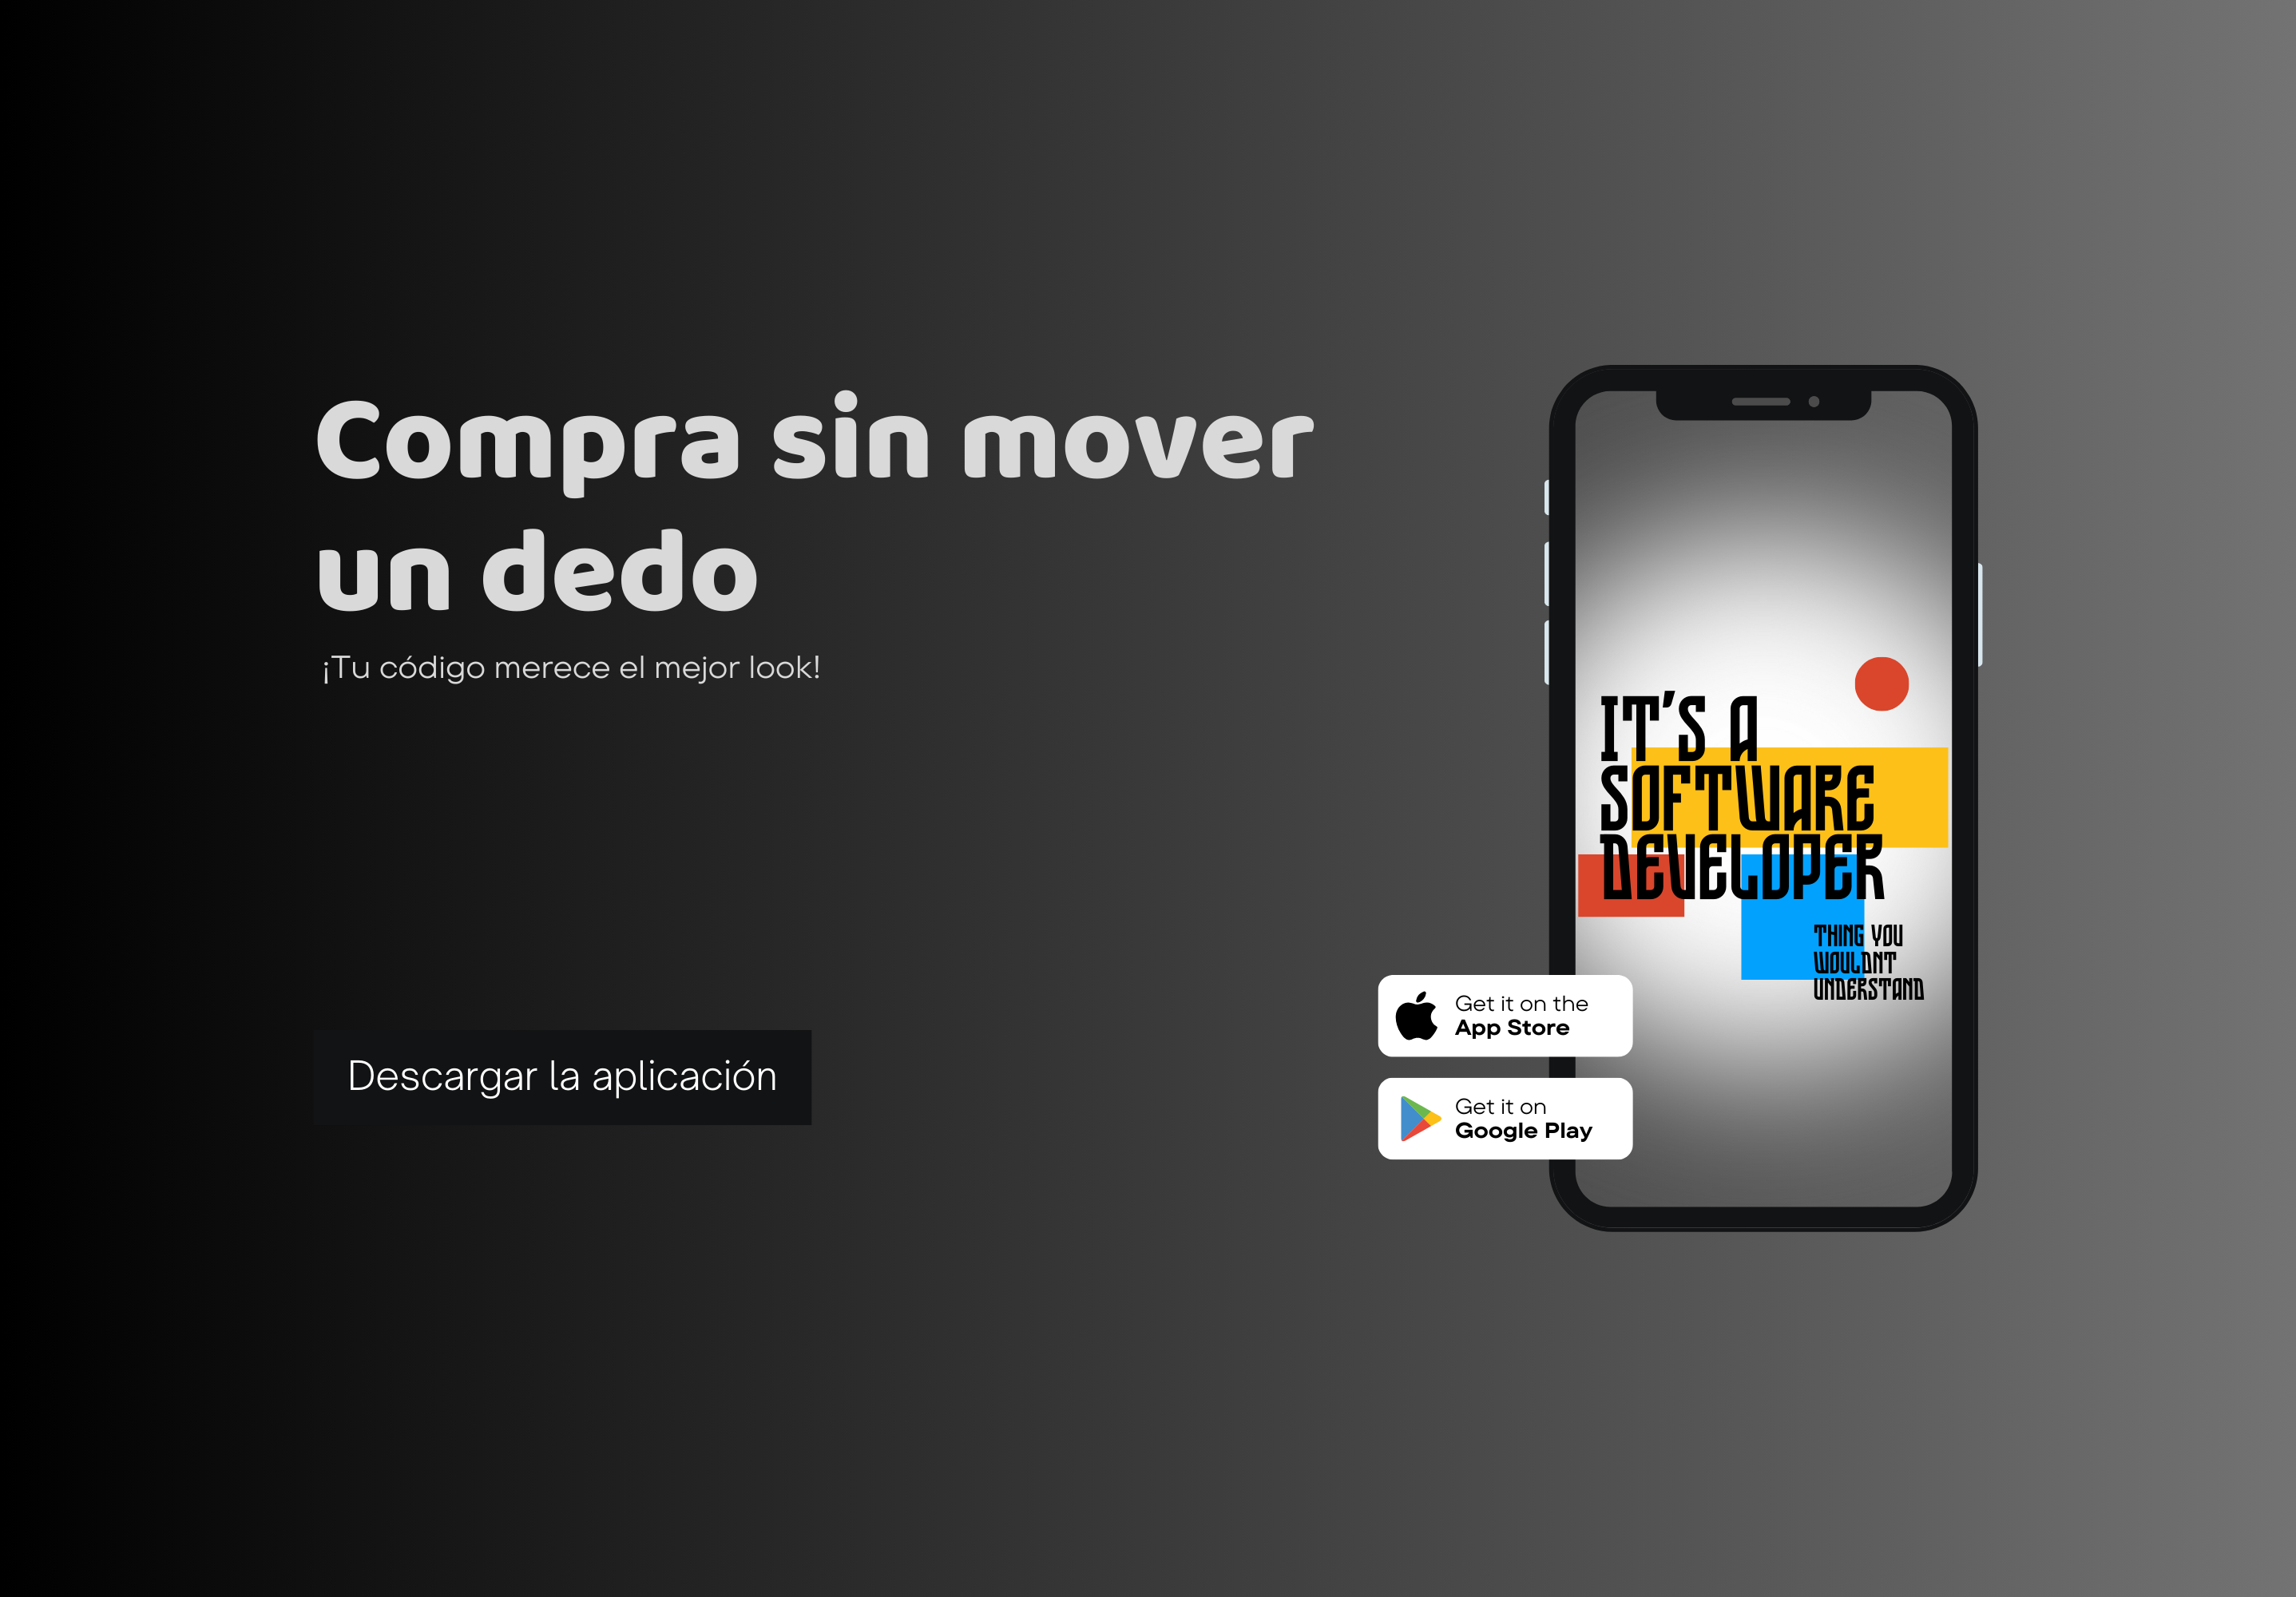 Compra sin mover
un dedo
¡Tu código merece el mejor look!
Descargar la aplicación
IT'S A
SOFTWARE
DEVELOPER
THING YOU
WOULDNT
UNDERSTAND
Get it on the
App Store
Get it on
Google Play